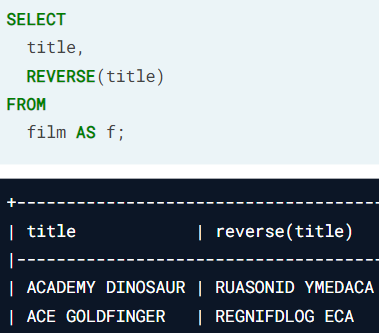 SELECT
title,
REVERSE(title)
FROM
film AS f;
+-------------------------------------
| title | reverse(title)
|-------------------------------------
| ACADEMY DINOSAUR | RUASONID YMEDACA
| ACE GOLDFINGER | REGNIFDLOG ECA